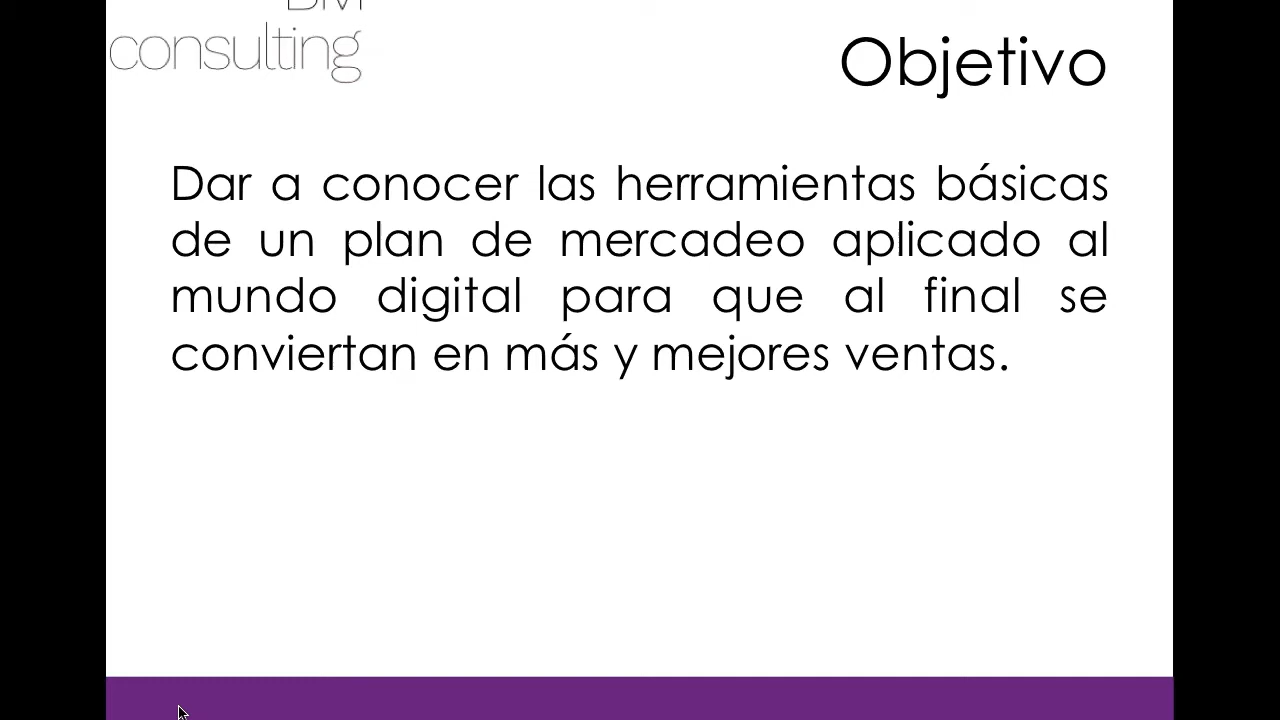 consulting
Objetivo
Dar a conocer las herramientas básicas
de un plan de mercadeo aplicado al
mundo digital para que al final se
conviertan en más y mejores ventas.